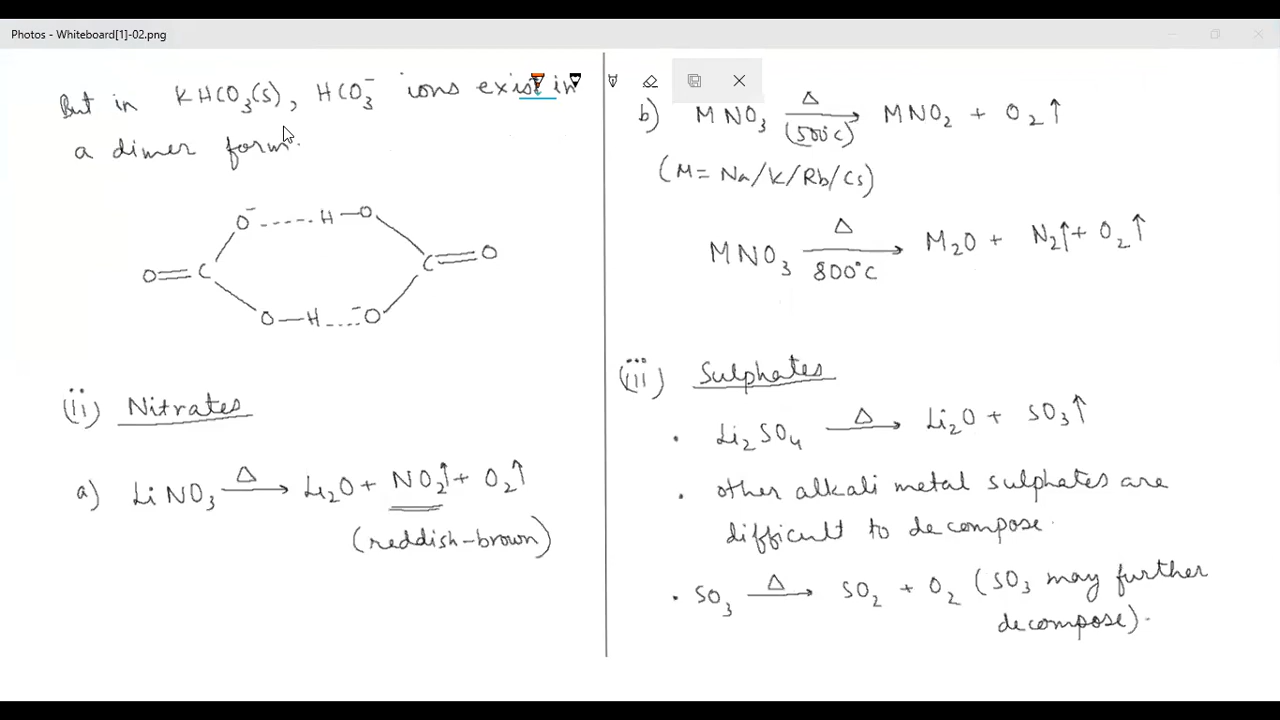 Photos - Whiteboard[1]-02.png
But in KHCO₃(s), HCO₃⁻ ions exist in
a dimer form.
O⁻ ----- H—O
O=C C=O
O—H ---- ⁻O
(ii) Nitrates
a) LiNO₃ —Δ→ Li₂O + NO₂↑ + O₂↑
(reddish-brown)
b) MNO₃ —Δ (500°C)→ MNO₂ + O₂↑
(M = Na/K/Rb/Cs)
MNO₃ —Δ 800°C→ M₂O + N₂↑ + O₂↑
(iii) Sulphates
• Li₂SO₄ —Δ→ Li₂O + SO₃↑
• other alkali metal sulphates are
difficult to decompose.
• SO₃ —Δ→ SO₂ + O₂ (SO₃ may further
decompose).